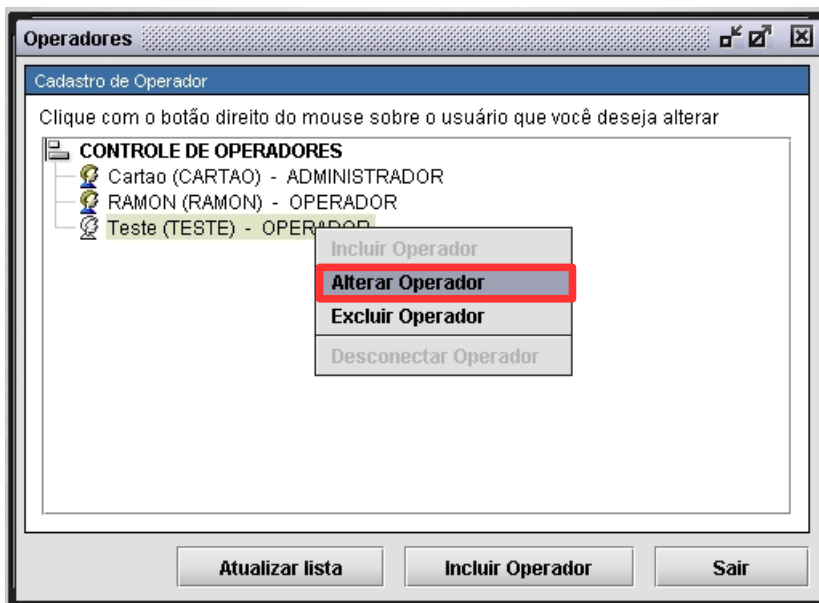 Operadores
Cadastro de Operador
Clique com o botão direito do mouse sobre o usuário que você deseja alterar
CONTROLE DE OPERADORES
Cartao (CARTAO) - ADMINISTRADOR
RAMON (RAMON) - OPERADOR
Teste (TESTE) - OPERADOR
Incluir Operador
Alterar Operador
Excluir Operador
Desconectar Operador
Atualizar lista Incluir Operador Sair